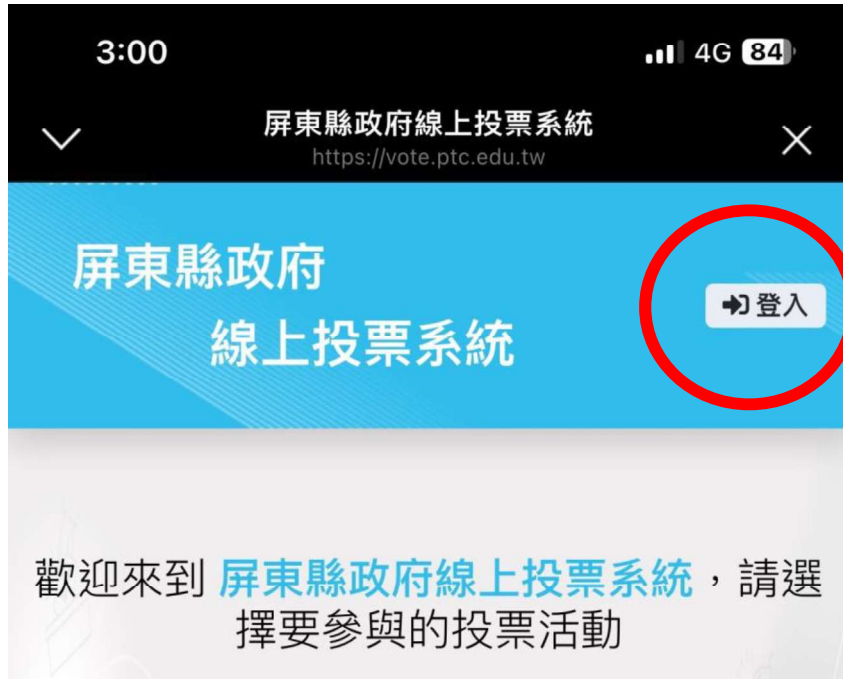 3:00
4G 84
屏東縣政府線上投票系統
https://vote.ptc.edu.tw
屏東縣政府
線上投票系統
登入
歡迎來到 屏東縣政府線上投票系統，請選
擇要參與的投票活動